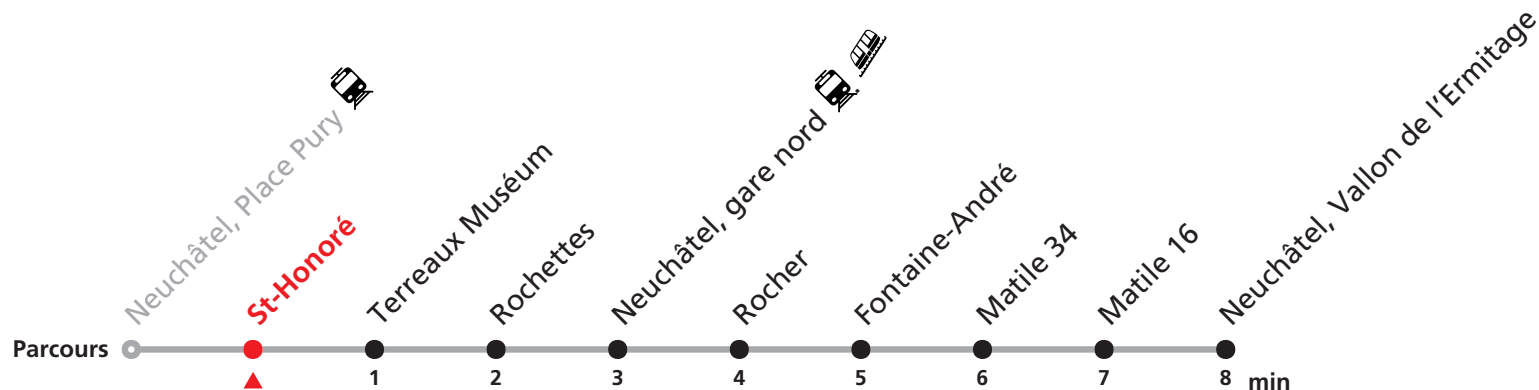 Neuchâtel, Place Pury
St-Honoré
Terreaux Muséum
Rochettes
Neuchâtel, gare nord
Rocher
Fontaine-André
Matile 34
Matile 16
Neuchâtel, Vallon de l'Ermitage
Parcours
1 2 3 4 5 6 7 8 min